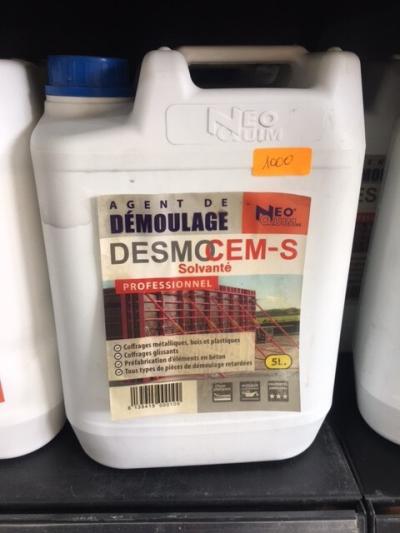 NEO
QUIM
1000
AGENT DE
DÉMOULAGE
NEO
QUIM
DESMOCEM-S
Solvanté
PROFESSIONNEL
Coffrages métalliques, bois et plastiques
Coffrages glissants
Préfabrication d'éléments en béton
Tous types de pièces de démoulage retardées
5L.